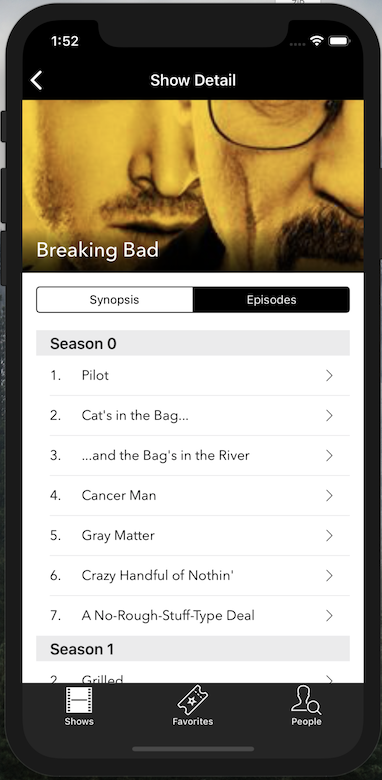 1:52
Show Detail
Breaking Bad
Synopsis Episodes
Season 0
1. Pilot
2. Cat's in the Bag...
3. ...and the Bag's in the River
4. Cancer Man
5. Gray Matter
6. Crazy Handful of Nothin'
7. A No-Rough-Stuff-Type Deal
Season 1
2. Grilled
Shows Favorites People